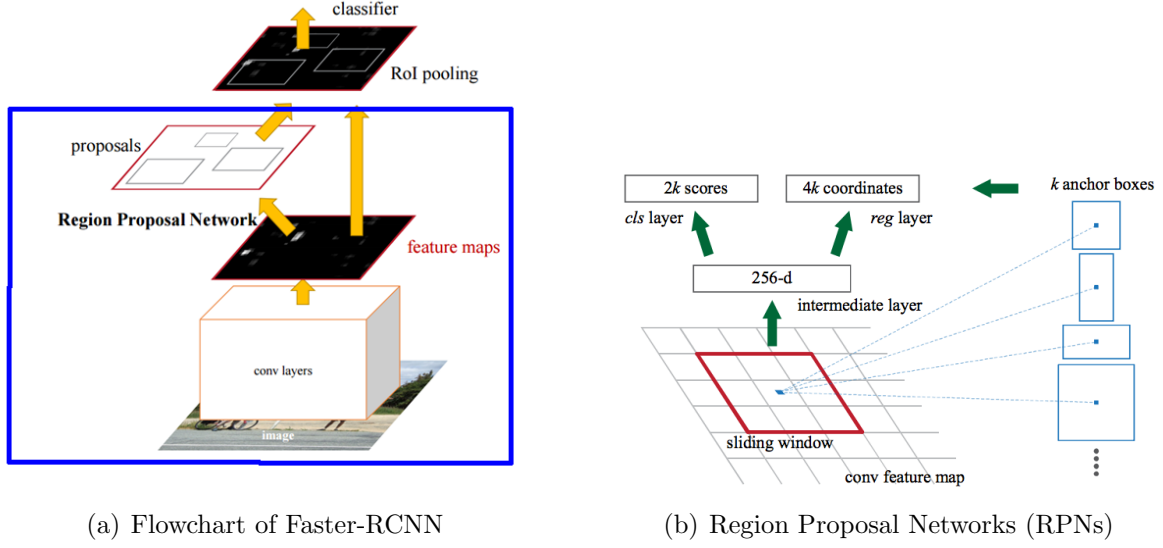 classifier
RoI pooling
proposals
Region Proposal Network
feature maps
conv layers
image
(a) Flowchart of Faster-RCNN
2k scores
4k coordinates
k anchor boxes
cls layer
reg layer
256-d
intermediate layer
sliding window
conv feature map
(b) Region Proposal Networks (RPNs)